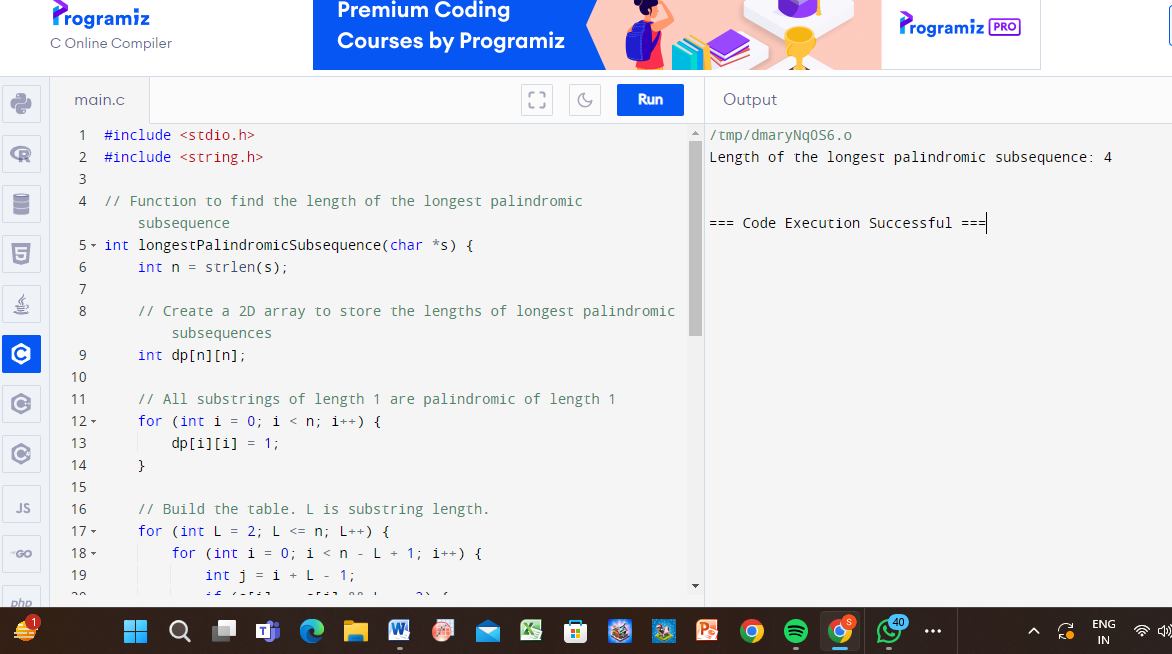 Programiz
C Online Compiler
Premium Coding
Courses by Programiz
Programiz PRO
main.c
Run
Output
1 #include <stdio.h>
2 #include <string.h>
3
4 // Function to find the length of the longest palindromic
subsequence
5 int longestPalindromicSubsequence(char *s) {
6 int n = strlen(s);
7
8 // Create a 2D array to store the lengths of longest palindromic
subsequences
9 int dp[n][n];
10
11 // All substrings of length 1 are palindromic of length 1
12 for (int i = 0; i < n; i++) {
13 dp[i][i] = 1;
14 }
15
16 // Build the table. L is substring length.
17 for (int L = 2; L <= n; L++) {
18 for (int i = 0; i < n - L + 1; i++) {
19 int j = i + L - 1;
/tmp/dmaryNq0S6.o
Length of the longest palindromic subsequence: 4
=== Code Execution Successful ===
JS
GO
php
1
S
40
ENG
IN